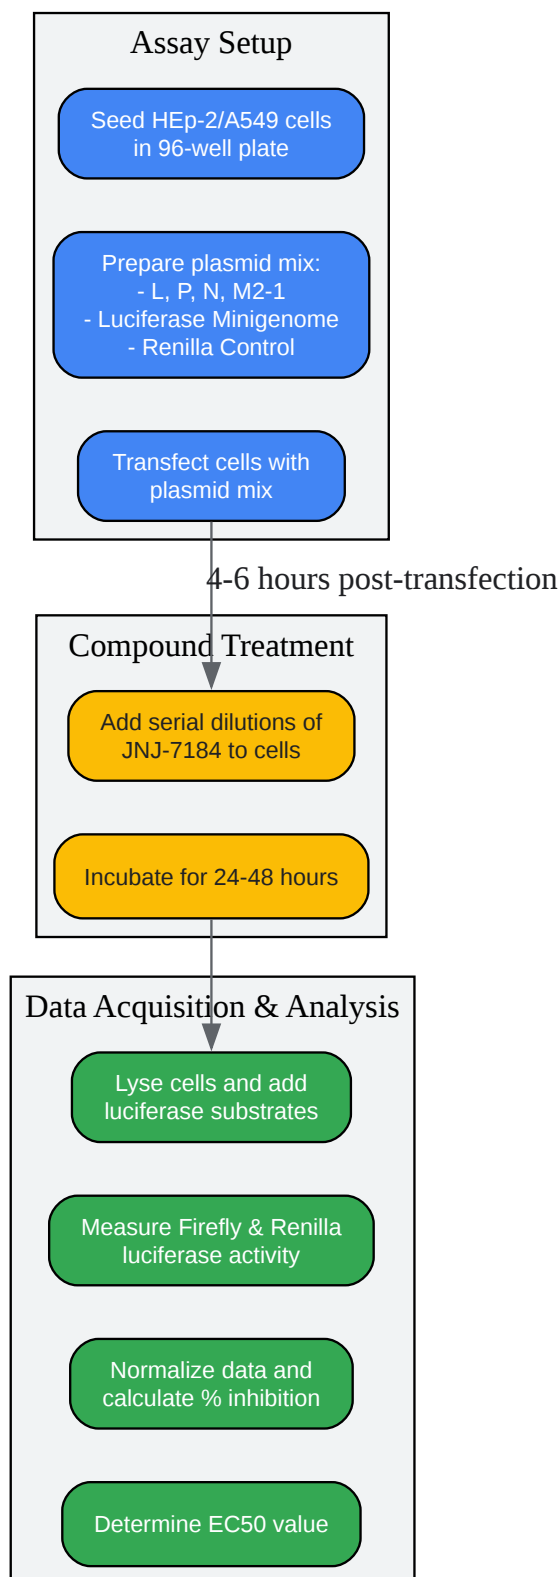 Assay Setup
Seed HEp-2/A549 cells
in 96-well plate
Prepare plasmid mix:
- L, P, N, M2-1
- Luciferase Minigenome
- Renilla Control
Transfect cells with
plasmid mix
4-6 hours post-transfection
Compound Treatment
Add serial dilutions of
JNJ-7184 to cells
Incubate for 24-48 hours
Data Acquisition & Analysis
Lyse cells and add
luciferase substrates
Measure Firefly & Renilla
luciferase activity
Normalize data and
calculate % inhibition
Determine EC50 value